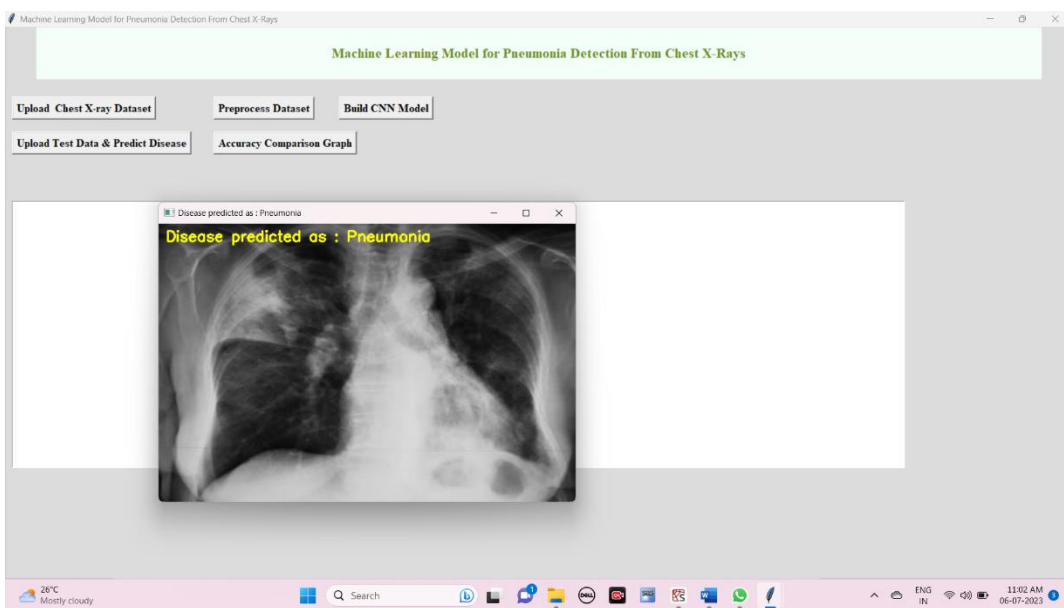 Machine Learning Model for Pneumonia Detection From Chest X-Rays
Machine Learning Model for Pneumonia Detection From Chest X-Rays
Upload Chest X-ray Dataset
Preprocess Dataset
Build CNN Model
Upload Test Data & Predict Disease
Accuracy Comparison Graph
Disease predicted as : Pneumonia
Disease predicted as : Pneumonia
26°C
Mostly cloudy
Search
DELL
ENG
IN
11:02 AM
06-07-2023